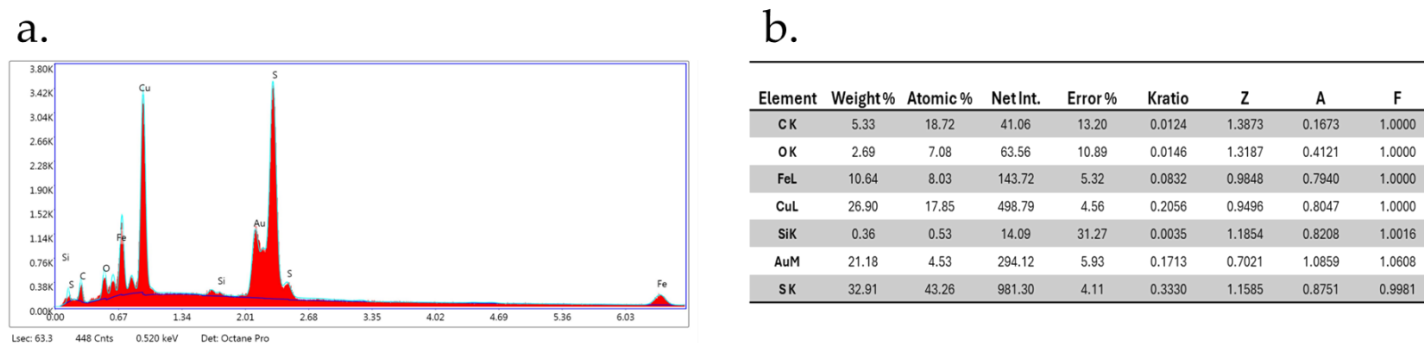 a.
b.
3.80K
3.42K
3.04K
2.66K
2.28K
1.90K
1.52K
1.14K
0.76K
0.38K
0.00K
Cu
S
Au
Fe
Si
S
C
O
Si
S
Fe
0.00 0.67 1.34 2.01 2.68 3.35 4.02 4.69 5.36 6.03
Lsec: 63.3 448 Cnts 0.520 keV Det: Octane Pro
Element Weight % Atomic % Net Int. Error % Kratio Z A F
C K 5.33 18.72 41.06 13.20 0.0124 1.3873 0.1673 1.0000
O K 2.69 7.08 63.56 10.89 0.0146 1.3187 0.4121 1.0000
FeL 10.64 8.03 143.72 5.32 0.0832 0.9848 0.7940 1.0000
CuL 26.90 17.85 498.79 4.56 0.2056 0.9496 0.8047 1.0000
SiK 0.36 0.53 14.09 31.27 0.0035 1.1854 0.8208 1.0016
AuM 21.18 4.53 294.12 5.93 0.1713 0.7021 1.0859 1.0608
S K 32.91 43.26 981.30 4.11 0.3330 1.1585 0.8751 0.9981